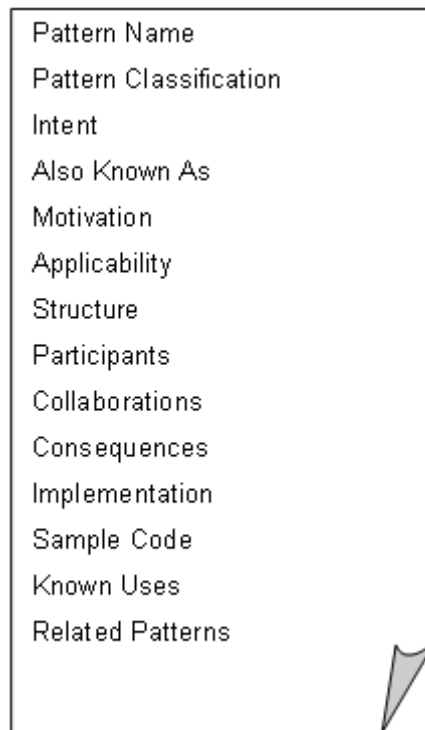 Pattern Name
Pattern Classification
Intent
Also Known As
Motivation
Applicability
Structure
Participants
Collaborations
Consequences
Implementation
Sample Code
Known Uses
Related Patterns